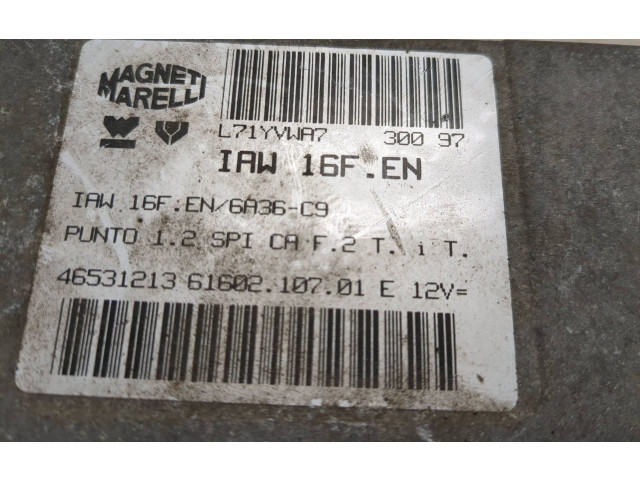 MAGNETI
MARELLI
L71YVWA7 300 97
IAW 16F.EN
IAW 16F.EN/6A36-C9
PUNTO 1.2 SPI CA F.2 T. i T.
46531213 61602.107.01 E 12V=